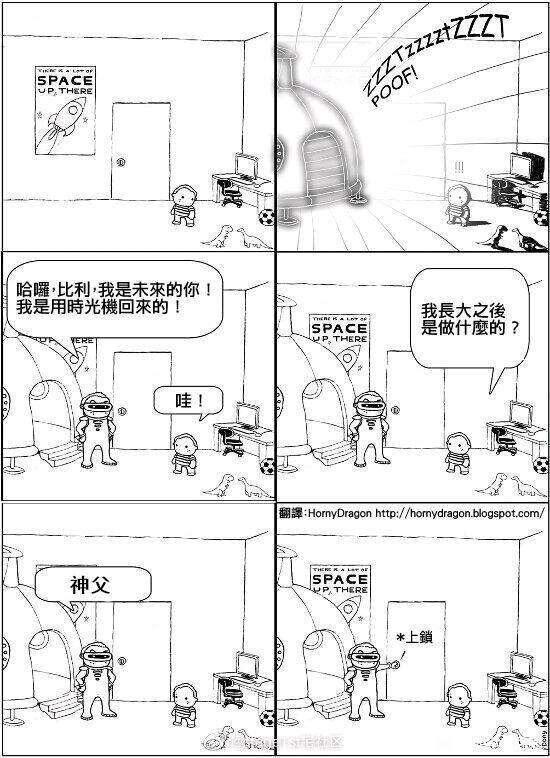 THERE IS A LOT OF
SPACE
UP THERE
ZZZTzzzztZZZT
POOF!
!!!
哈囉，比利，我是未來的你！
我是用時光機回來的！
哇！
THERE IS A LOT OF
SPACE
UP THERE
我長大之後
是做什麼的？
神父
翻譯：HornyDragon http://hornydragon.blogspot.com/
THERE IS A LOT OF
SPACE
UP THERE
*上鎖